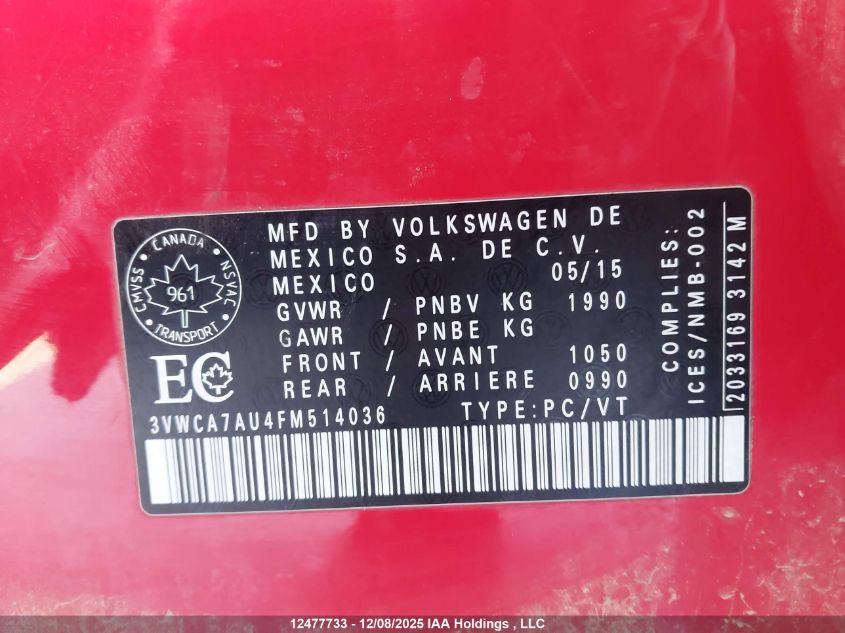 CANADA
CMVSS NSVAC
961
TRANSPORT
EC
MFD BY VOLKSWAGEN DE
MEXICO S.A. DE C.V.
MEXICO 05/15
GVWR / PNBV KG 1990
GAWR / PNBE KG
FRONT / AVANT 1050
REAR / ARRIERE 0990
3VWCA7AU4FM514036 TYPE:PC/VT
COMPLIES:
ICES/NMB-002
2033169 3142 M
12477733 - 12/08/2025 IAA Holdings , LLC